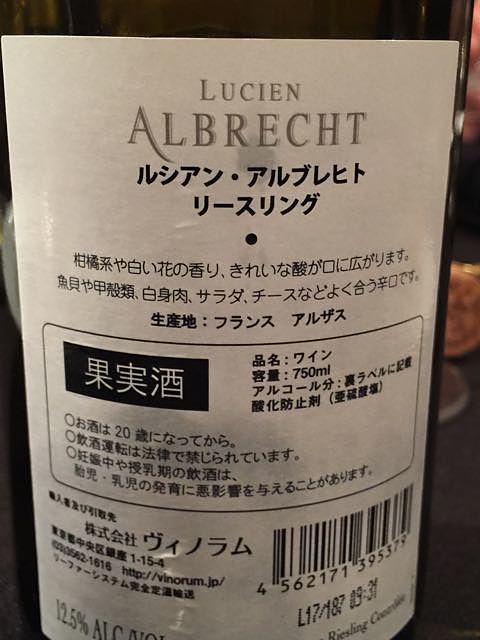 LUCIEN
ALBRECHT
ルシアン・アルブレヒト
リースリング
●
柑橘系や白い花の香り、きれいな酸が口に広がります。
魚貝や甲殻類、白身肉、サラダ、チースなどよく合う辛口です。
生産地：フランス　アルザス
果実酒
品名：ワイン
容量：750ml
アルコール分：裏ラベルに記載
酸化防止剤（亜硫酸塩）
○お酒は20歳になってから。
○飲酒運転は法律で禁じられています。
○妊娠中や授乳期の飲酒は、
胎児・乳児の発育に悪影響を与えることがあります。
輸入者及び引取先
株式会社 ヴィノラム
東京都中央区銀座1-15-4
(03)3562-1616 http://vinorum.jp/
リーファーシステム完全定温輸送
4 562171 395379
L17/187 09:31
12.5% ALC/VOL
Riesling Contrôlée